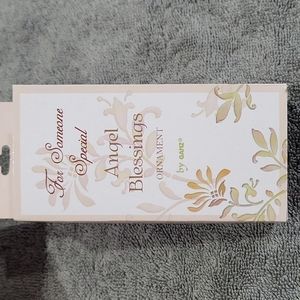 For Someone
Special
Angel
Blessings
ORNAMENT
by GANZ®